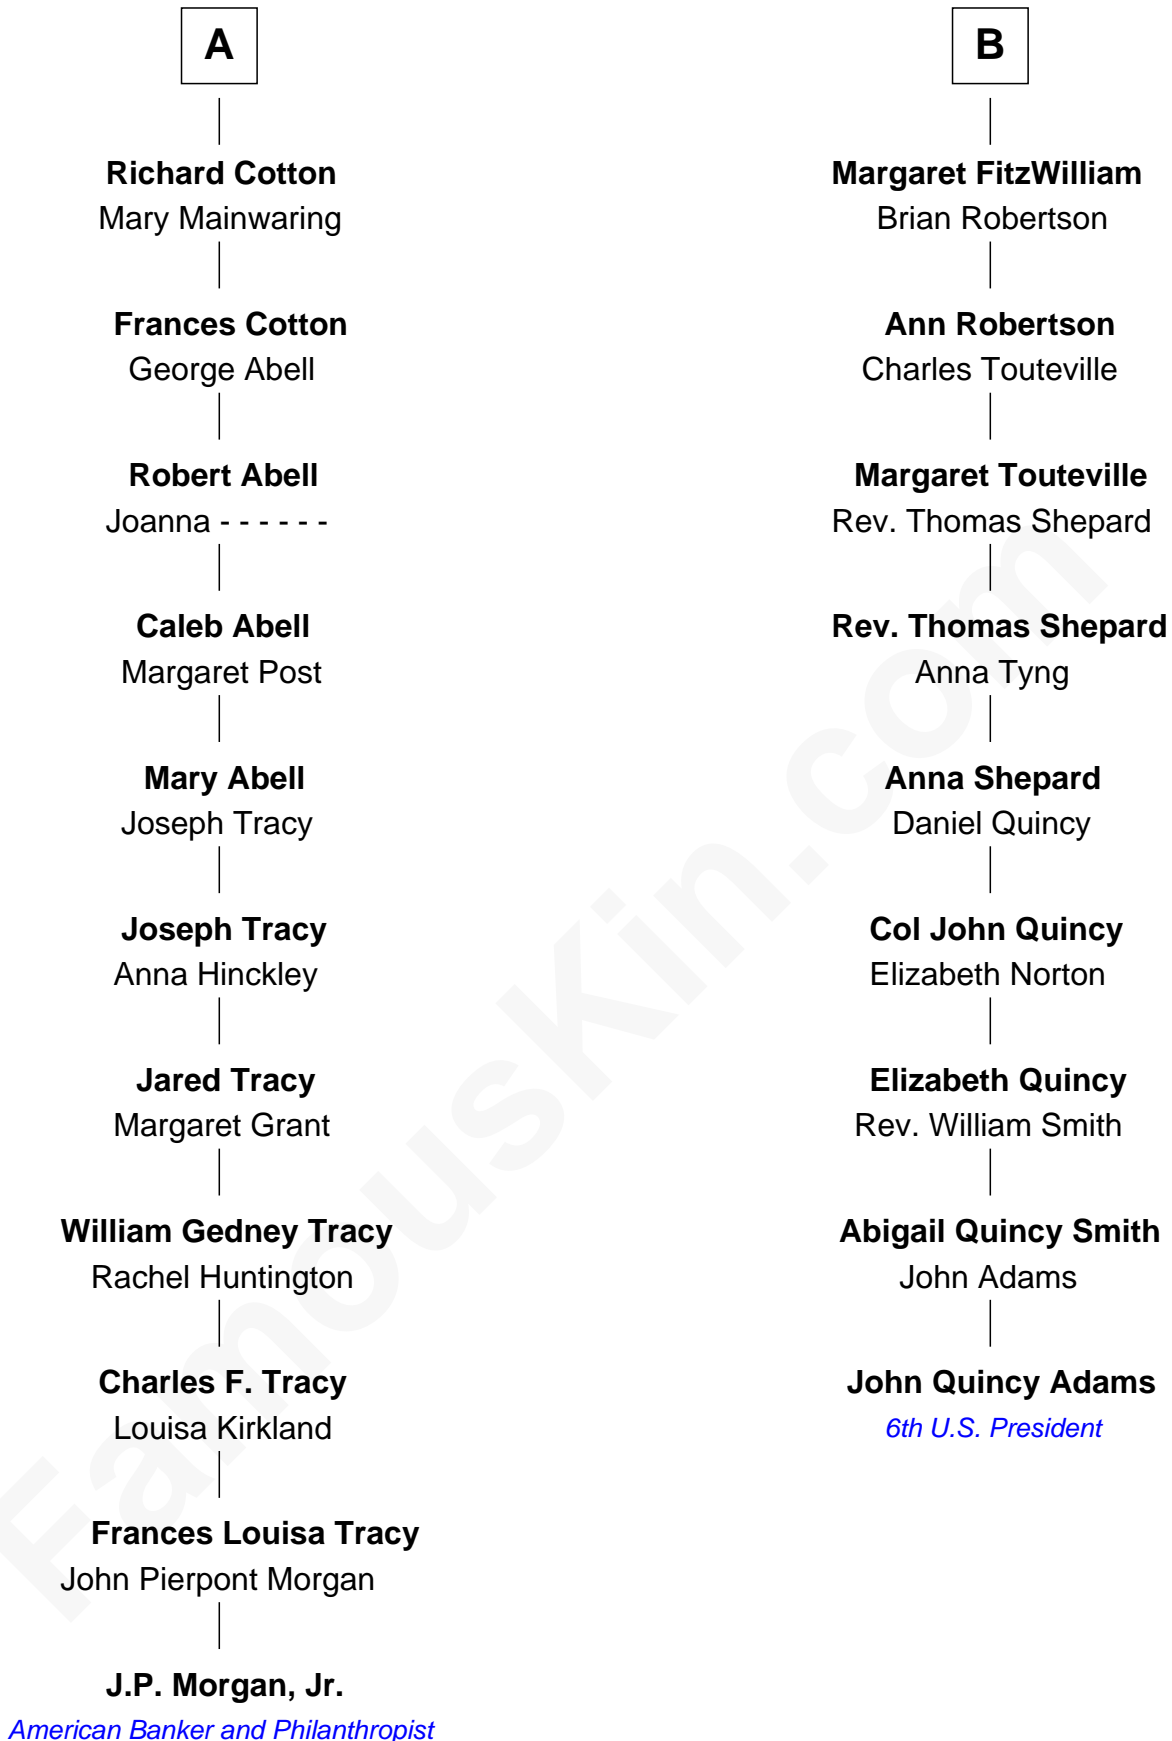 A
Richard Cotton
Mary Mainwaring
Frances Cotton
George Abell
Robert Abell
Joanna - - - - - -
Caleb Abell
Margaret Post
Mary Abell
Joseph Tracy
Joseph Tracy
Anna Hinckley
Jared Tracy
Margaret Grant
William Gedney Tracy
Rachel Huntington
Charles F. Tracy
Louisa Kirkland
Frances Louisa Tracy
John Pierpont Morgan
J.P. Morgan, Jr.
American Banker and Philanthropist
B
Margaret FitzWilliam
Brian Robertson
Ann Robertson
Charles Touteville
Margaret Touteville
Rev. Thomas Shepard
Rev. Thomas Shepard
Anna Tyng
Anna Shepard
Daniel Quincy
Col John Quincy
Elizabeth Norton
Elizabeth Quincy
Rev. William Smith
Abigail Quincy Smith
John Adams
John Quincy Adams
6th U.S. President
FamousKin.com